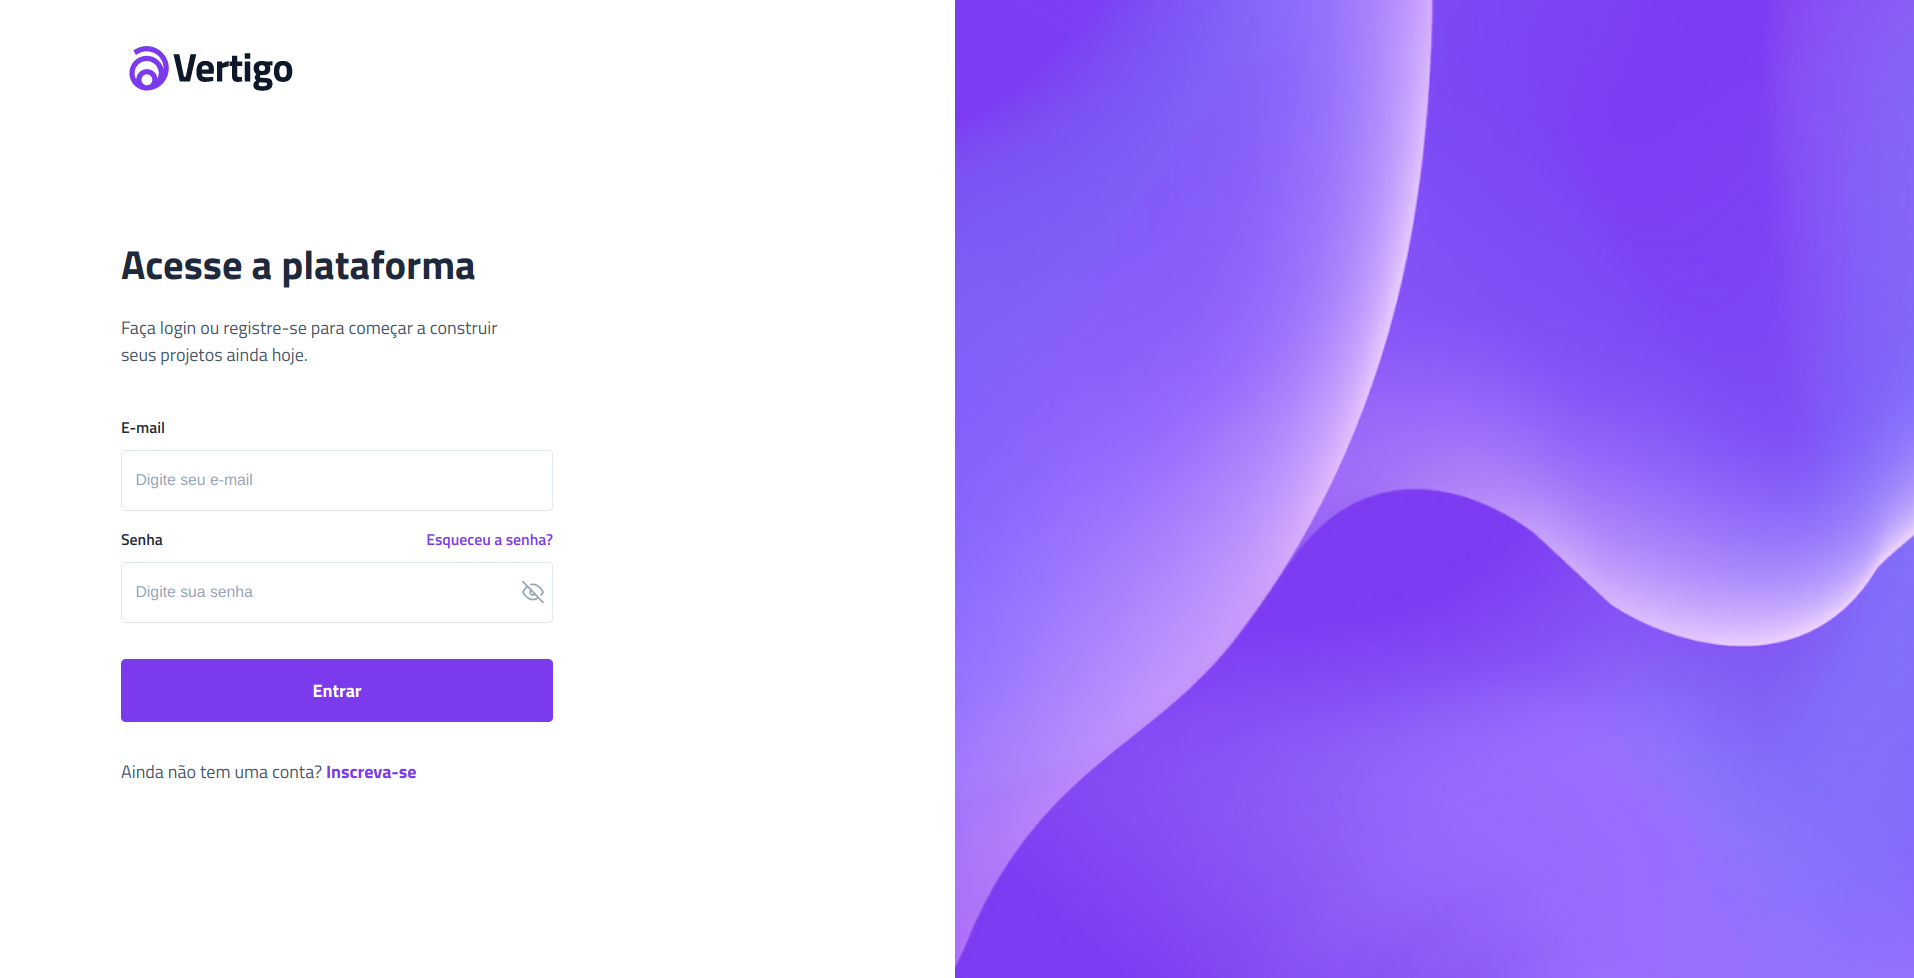 Vertigo
Acesse a plataforma
Faça login ou registre-se para começar a construir
seus projetos ainda hoje.
E-mail
Digite seu e-mail
Senha
Esqueceu a senha?
Digite sua senha
Entrar
Ainda não tem uma conta? Inscreva-se